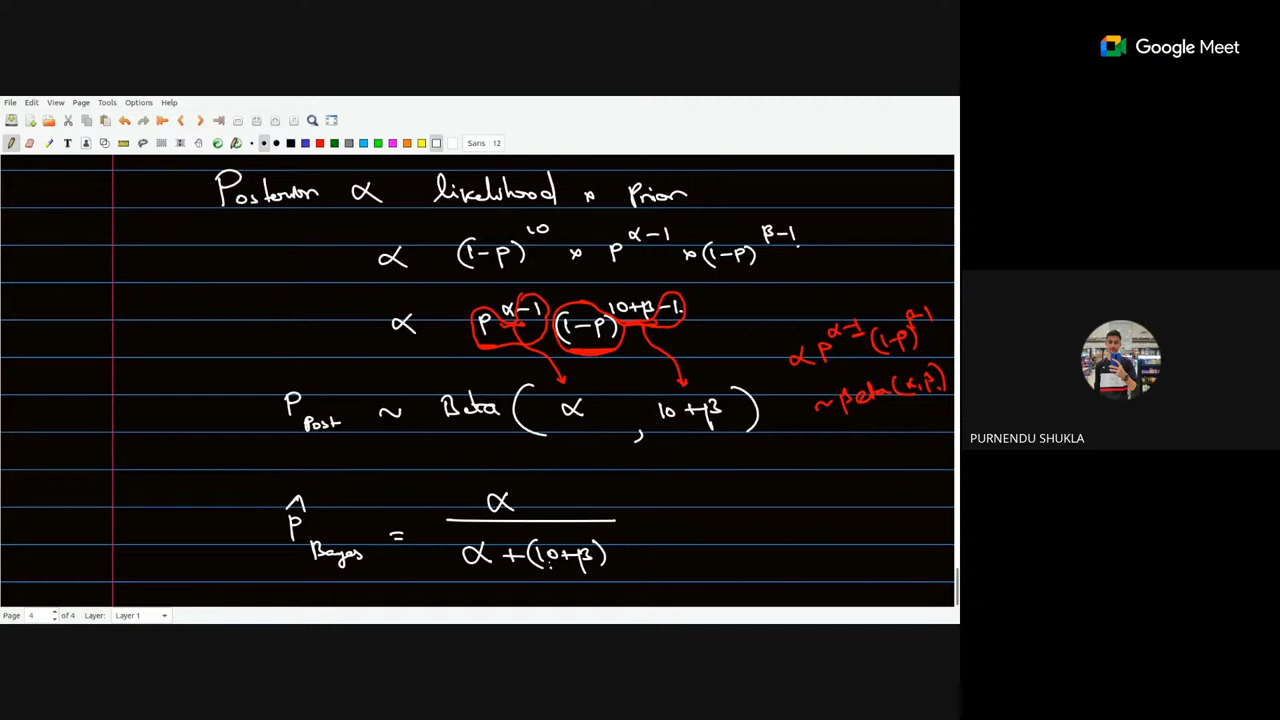 Google Meet
File Edit View Page Tools Options Help
Sans 12
Posterior ∝ likelihood × Prior
∝ (1-p)^10 × p^(α-1) × (1-p)^(β-1)
∝ p^(α-1) (1-p)^(10+β-1)
∝ p^(α-1) (1-p)^(β-1)
~ Beta(α, β)
P_Post ~ Beta ( α , 10+β )
p̂_Bayes = α / (α + (10+β))
PURNENDU SHUKLA
Page 4 of 4 Layer: Layer 1